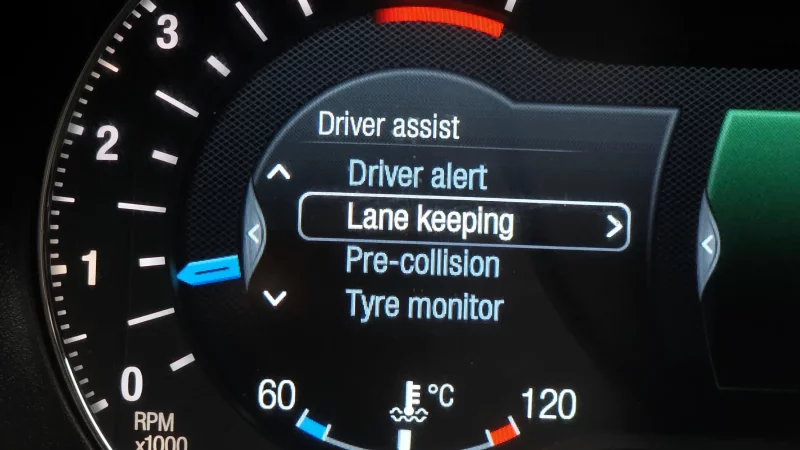 3
2
1
0
RPM
x1000
Driver assist
Driver alert
Lane keeping
Pre-collision
Tyre monitor
60
°C
120